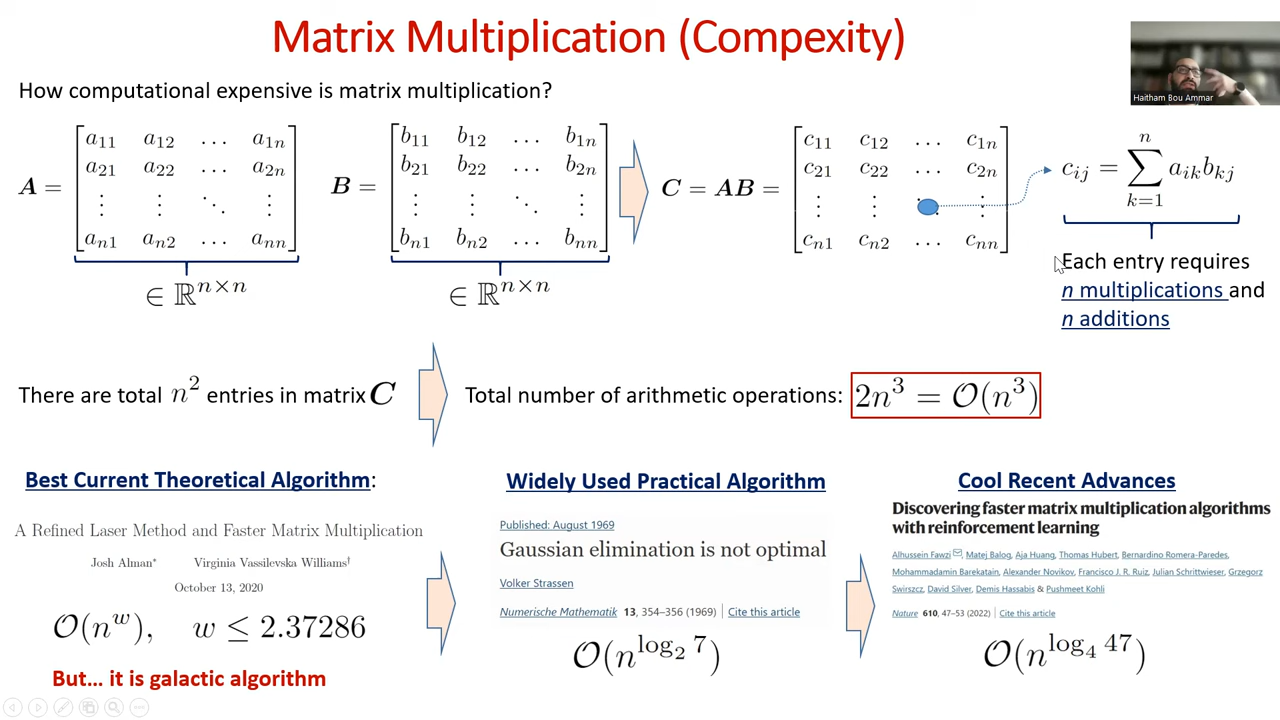 Matrix Multiplication (Compexity)
Haitham Bou Ammar
How computational expensive is matrix multiplication?
A = [a11 a12 … a1n
a21 a22 … a2n
⋮ ⋮ ⋱ ⋮
an1 an2 … ann]
∈ ℝ^{n×n}
B = [b11 b12 … b1n
b21 b22 … b2n
⋮ ⋮ ⋱ ⋮
bn1 bn2 … bnn]
∈ ℝ^{n×n}
C = AB = [c11 c12 … c1n
c21 c22 … c2n
⋮ ⋮ ⋱ ⋮
cn1 cn2 … cnn]
c_{ij} = ∑_{k=1}^{n} a_{ik}b_{kj}
Each entry requires
n multiplications and
n additions
There are total n² entries in matrix C
Total number of arithmetic operations: 2n³ = O(n³)
Best Current Theoretical Algorithm:
A Refined Laser Method and Faster Matrix Multiplication
Josh Alman* Virginia Vassilevska Williams†
October 13, 2020
O(n^w), w ≤ 2.37286
But… it is galactic algorithm
Widely Used Practical Algorithm
Published: August 1969
Gaussian elimination is not optimal
Volker Strassen
Numerische Mathematik 13, 354–356 (1969) | Cite this article
O(n^{log₂ 7})
Cool Recent Advances
Discovering faster matrix multiplication algorithms
with reinforcement learning
Alhussein Fawzi, Matej Balog, Aja Huang, Thomas Hubert, Bernardino Romera-Paredes,
Mohammadamin Barekatain, Alexander Novikov, Francisco J. R. Ruiz, Julian Schrittwieser, Grzegorz
Swirszcz, David Silver, Demis Hassabis & Pushmeet Kohli
Nature 610, 47–53 (2022) | Cite this article
O(n^{log₄ 47})